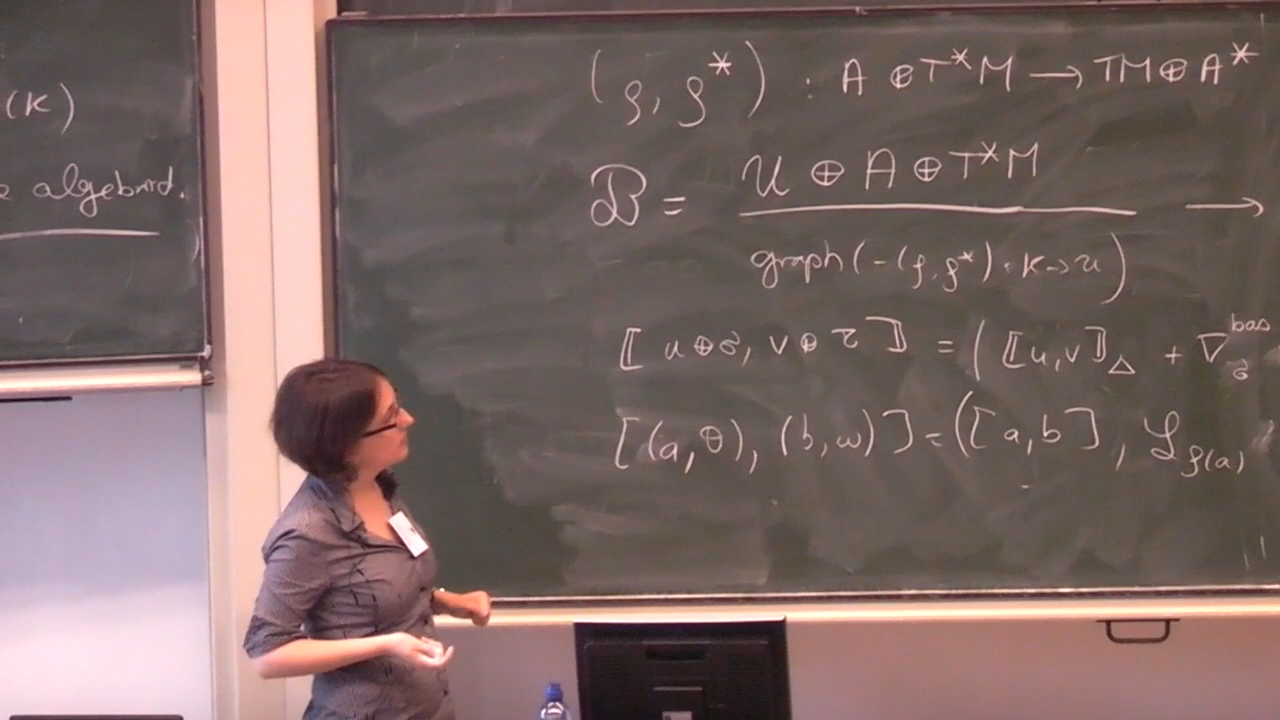 (K)
e algebroid.
(ρ, ρ*) : A ⊕ T*M → TM ⊕ A*
B = U ⊕ A ⊕ T*M →
graph(-(ρ, ρ*) : K → U)
⟦ u ⊕ σ, v ⊕ τ ⟧ = (⟦u, v⟧_Δ + ∇^bas_σ
[(a, θ), (b, ω)] = ([a, b], ℒ_ρ(a)